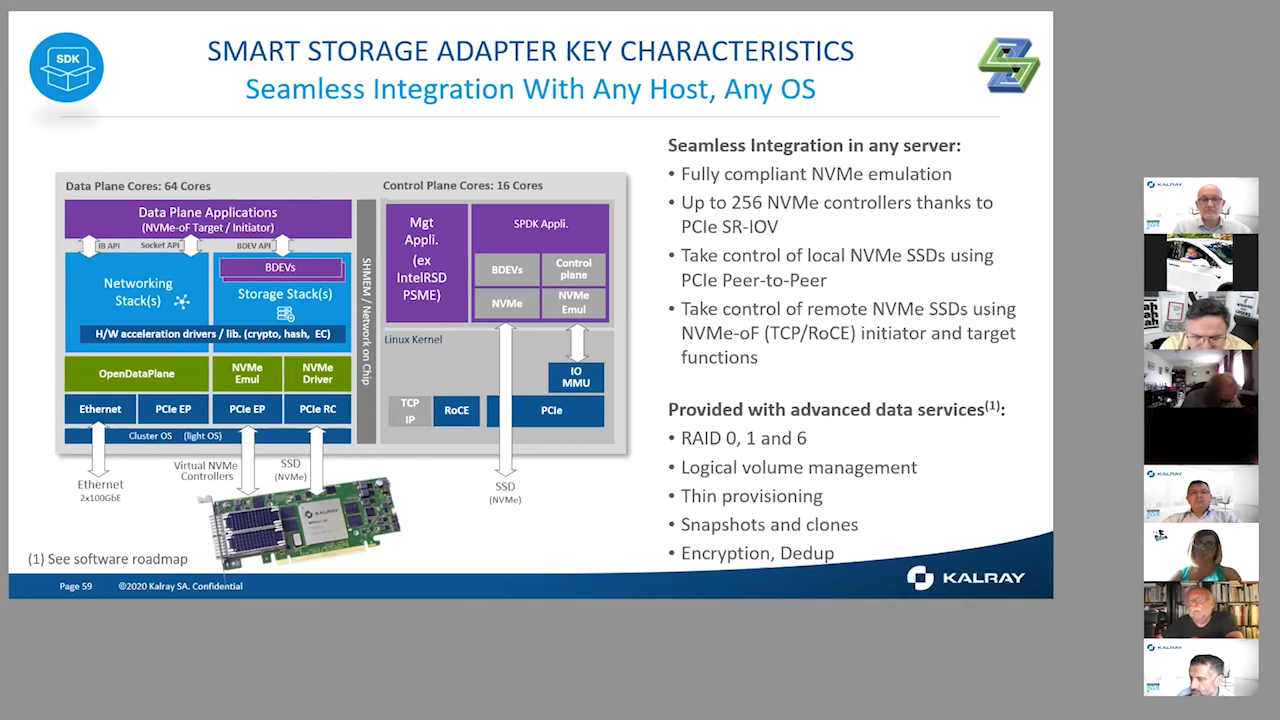 SDK
SMART STORAGE ADAPTER KEY CHARACTERISTICS
Seamless Integration With Any Host, Any OS
Data Plane Cores: 64 Cores
Control Plane Cores: 16 Cores
Data Plane Applications
(NVMe-oF Target / Initiator)
IB API
Socket API
BDEV API
Networking
Stack(s)
BDEVs
Storage Stack(s)
H/W acceleration drivers / lib. (crypto, hash, EC)
OpenDataPlane
NVMe
Emul
NVMe
Driver
Ethernet
PCIe EP
PCIe EP
PCIe RC
Cluster OS (light OS)
SHMEM / Network on Chip
Mgt
Appli.
(ex
IntelRSD
PSME)
SPDK Appli.
BDEVs
Control
plane
NVMe
NVMe
Emul
Linux Kernel
IO
MMU
TCP
IP
RoCE
PCIe
Ethernet
2x100GbE
Virtual NVMe
Controllers
SSD
(NVMe)
SSD
(NVMe)
KALRAY
(1) See software roadmap
Seamless Integration in any server:
• Fully compliant NVMe emulation
• Up to 256 NVMe controllers thanks to
PCIe SR-IOV
• Take control of local NVMe SSDs using
PCIe Peer-to-Peer
• Take control of remote NVMe SSDs using
NVMe-oF (TCP/RoCE) initiator and target
functions
Provided with advanced data services(1):
• RAID 0, 1 and 6
• Logical volume management
• Thin provisioning
• Snapshots and clones
• Encryption, Dedup
Page 59
©2020 Kalray SA. Confidential
KALRAY
KALRAY
KALRAY
KALRAY